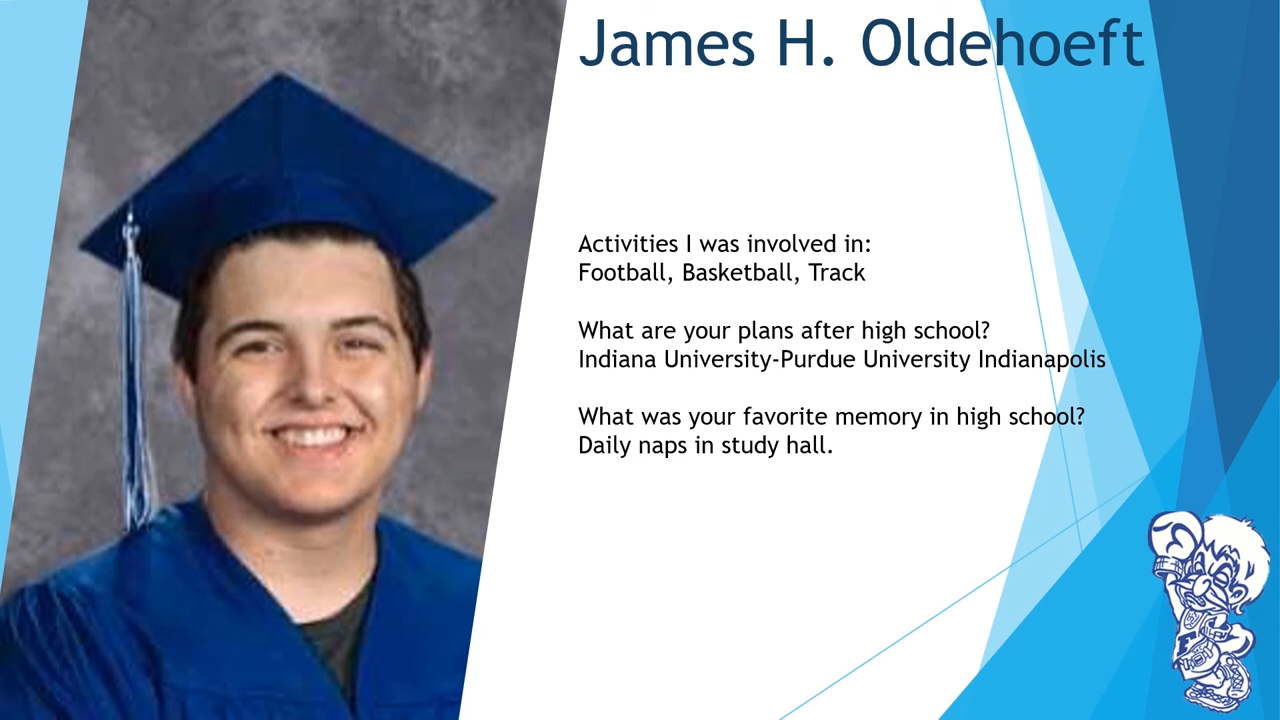 James H. Oldehoeft
Activities I was involved in:
Football, Basketball, Track
What are your plans after high school?
Indiana University-Purdue University Indianapolis
What was your favorite memory in high school?
Daily naps in study hall.